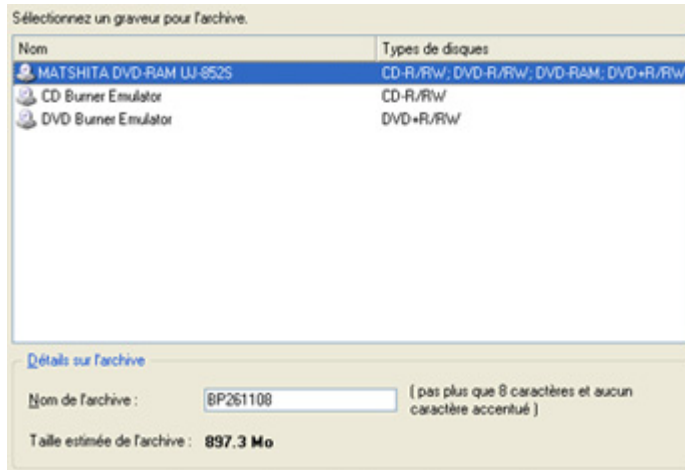 Sélectionnez un graveur pour l'archive.
Nom Types de disques
MATSHITA DVD-RAM UJ-852S CD-R/RW; DVD-R/RW; DVD-RAM; DVD+R/RW
CD Burner Emulator CD-R/RW
DVD Burner Emulator DVD+R/RW
Détails sur l'archive
Nom de l'archive : BP261108 ( pas plus que 8 caractères et aucun
caractère accentué )
Taille estimée de l'archive : 897.3 Mo